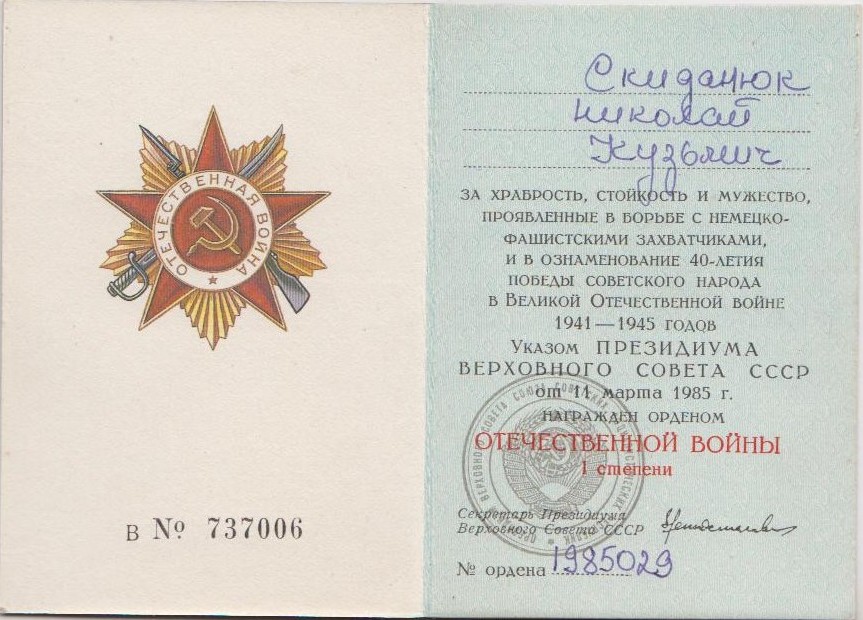 ОТЕЧЕСТВЕННАЯ ВОЙНА
В № 737006
Скиданюк
Николай
Кузьмич
ЗА ХРАБРОСТЬ, СТОЙКОСТЬ И МУЖЕСТВО,
ПРОЯВЛЕННЫЕ В БОРЬБЕ С НЕМЕЦКО-
ФАШИСТСКИМИ ЗАХВАТЧИКАМИ,
И В ОЗНАМЕНОВАНИЕ 40-ЛЕТИЯ
ПОБЕДЫ СОВЕТСКОГО НАРОДА
В ВЕЛИКОЙ ОТЕЧЕСТВЕННОЙ ВОЙНЕ
1941—1945 ГОДОВ
УКАЗОМ ПРЕЗИДИУМА
ВЕРХОВНОГО СОВЕТА СССР
от 11 марта 1985 г.
НАГРАЖДЕН ОРДЕНОМ
ОТЕЧЕСТВЕННОЙ ВОЙНЫ
I степени
Секретарь Президиума
Верховного Совета СССР
№ ордена 1985029